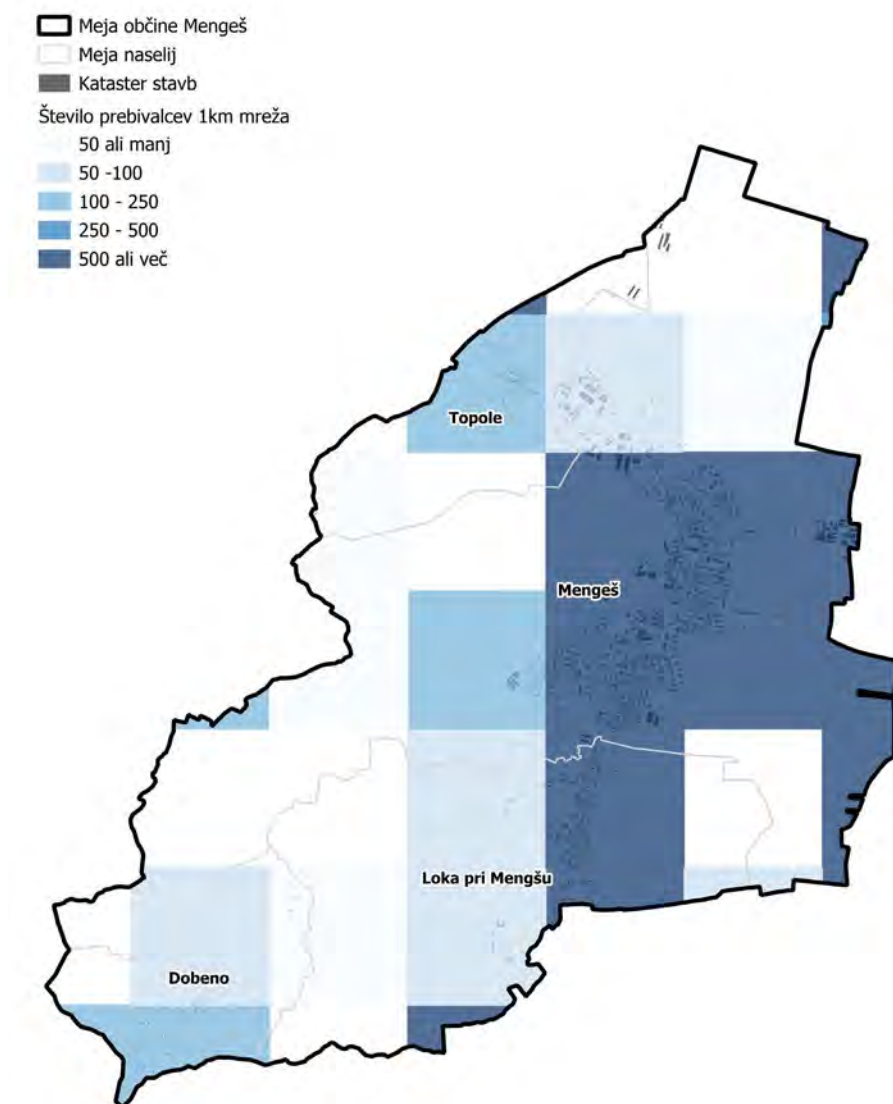 Meja občine Mengeš
Meja naselij
Kataster stavb
Število prebivalcev 1km mreža
50 ali manj
50 -100
100 - 250
250 - 500
500 ali več
Topole
Mengeš
Loka pri Mengšu
Dobeno